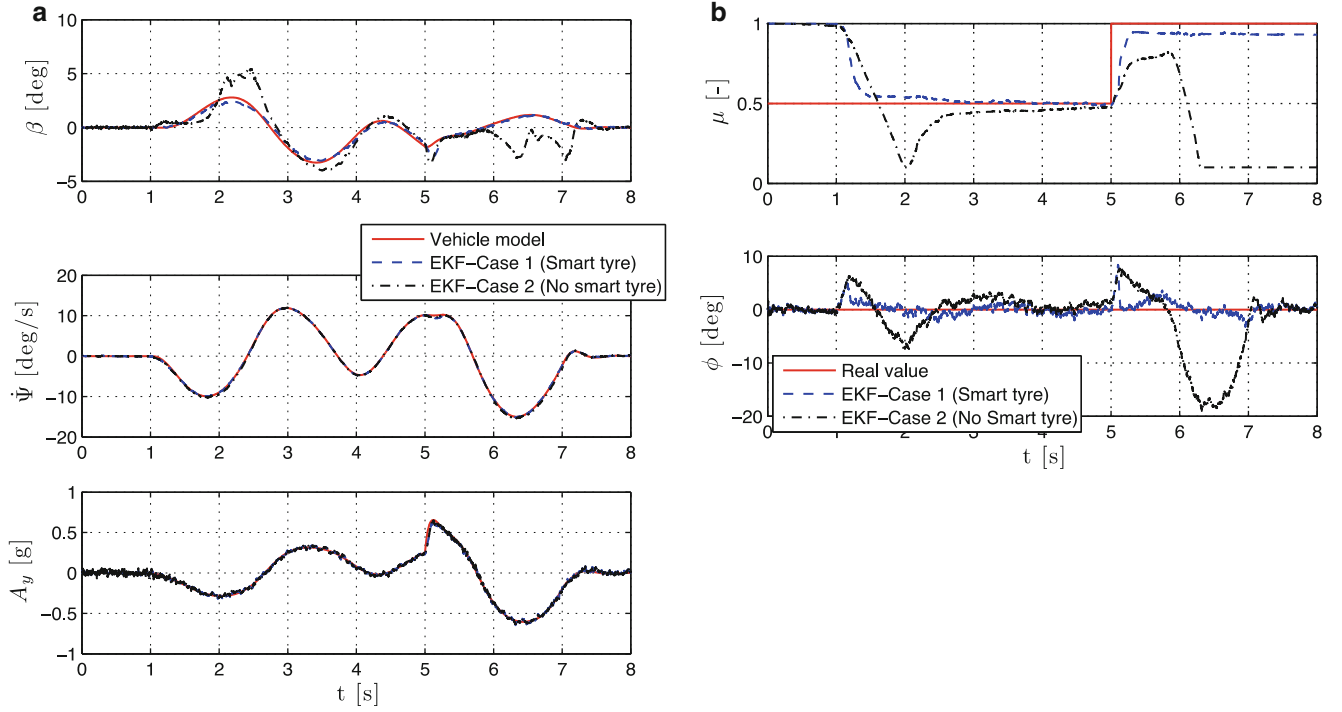 a
10
5
0
−5
β [deg]
0 1 2 3 4 5 6 7 8
Vehicle model
EKF−Case 1 (Smart tyre)
EKF−Case 2 (No smart tyre)
20
10
0
−10
−20
Ψ̇ [deg/s]
0 1 2 3 4 5 6 7 8
1
0.5
0
−0.5
−1
A_y [g]
0 1 2 3 4 5 6 7 8
t [s]
b
1
0.5
1
μ [-]
0 1 2 3 4 5 6 7 8
10
0
−10
−20
ϕ [deg]
Real value
EKF−Case 1 (Smart tyre)
EKF−Case 2 (No Smart tyre)
0 1 2 3 4 5 6 7 8
t [s]